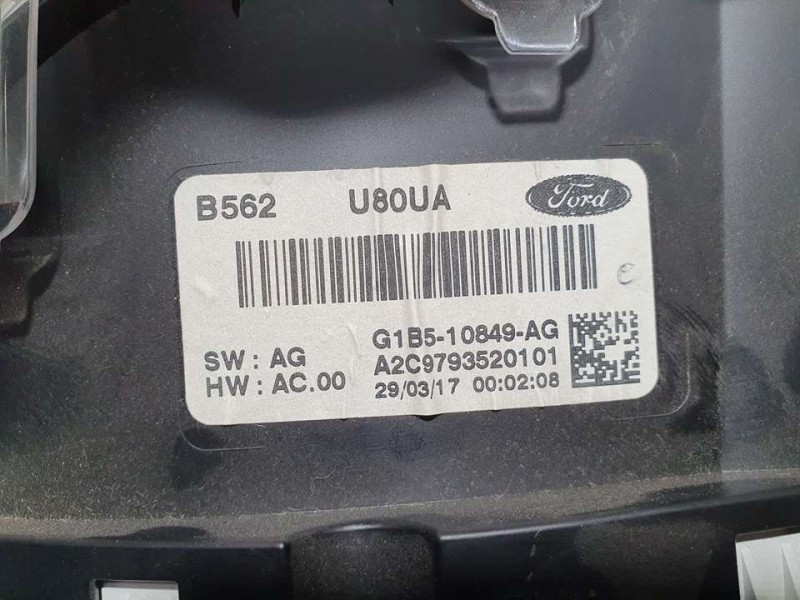 B562 U80UA Ford
e
G1B5-10849-AG
SW : AG A2C9793520101
HW : AC.00 29/03/17 00:02:08